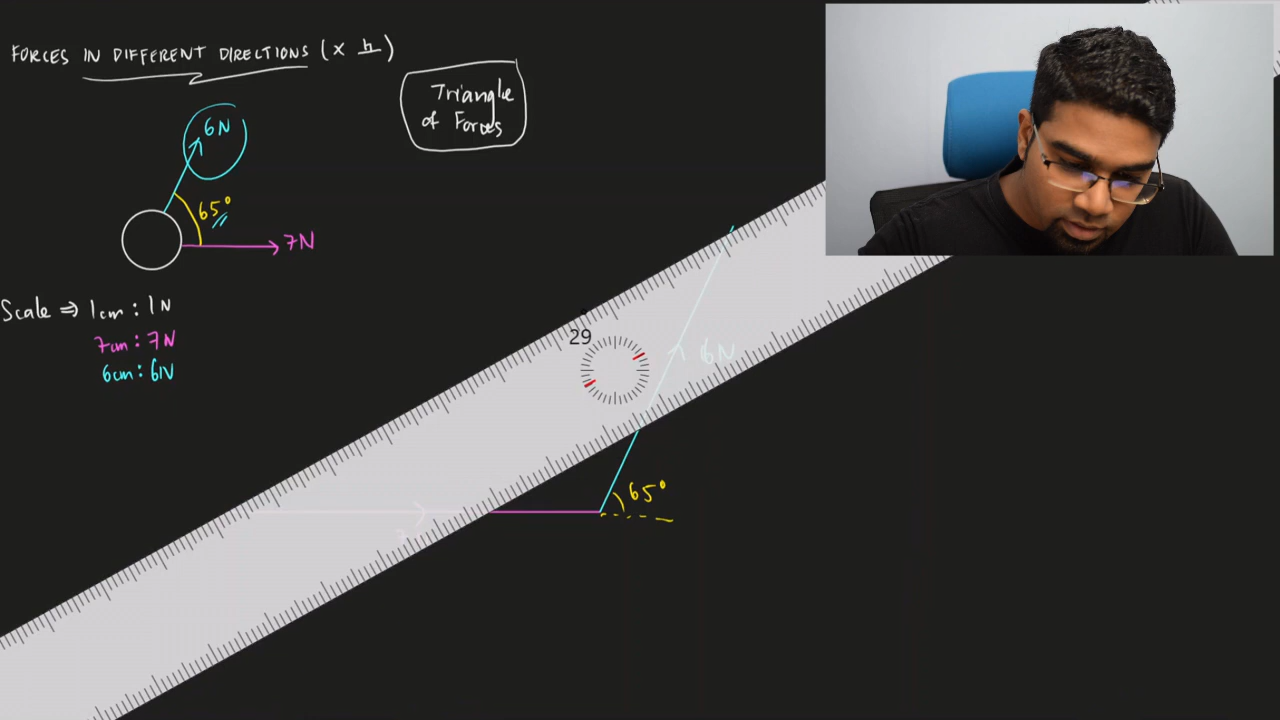 FORCES IN DIFFERENT DIRECTIONS (X h)
Triangle
of Forces
6N
65°
7N
Scale ⇒ 1cm : 1N
7cm : 7N
6cm : 6N
29
6N
65°